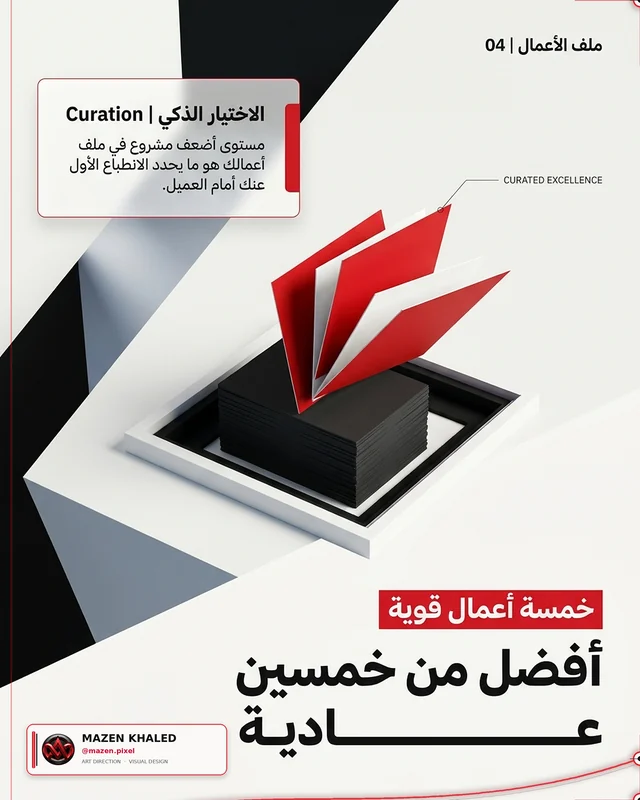 ملف الأعمال | 04
الاختيار الذكي | Curation
مستوى أضعف مشروع في ملف
أعمالك هو ما يحدد الانطباع الأول
عنك أمام العميل.
CURATED EXCELLENCE
خمسة أعمال قوية
أفضل من خمسين
عـــــــــاديـة
MAZEN KHALED
@mazen.pixel
ART DIRECTION · VISUAL DESIGN